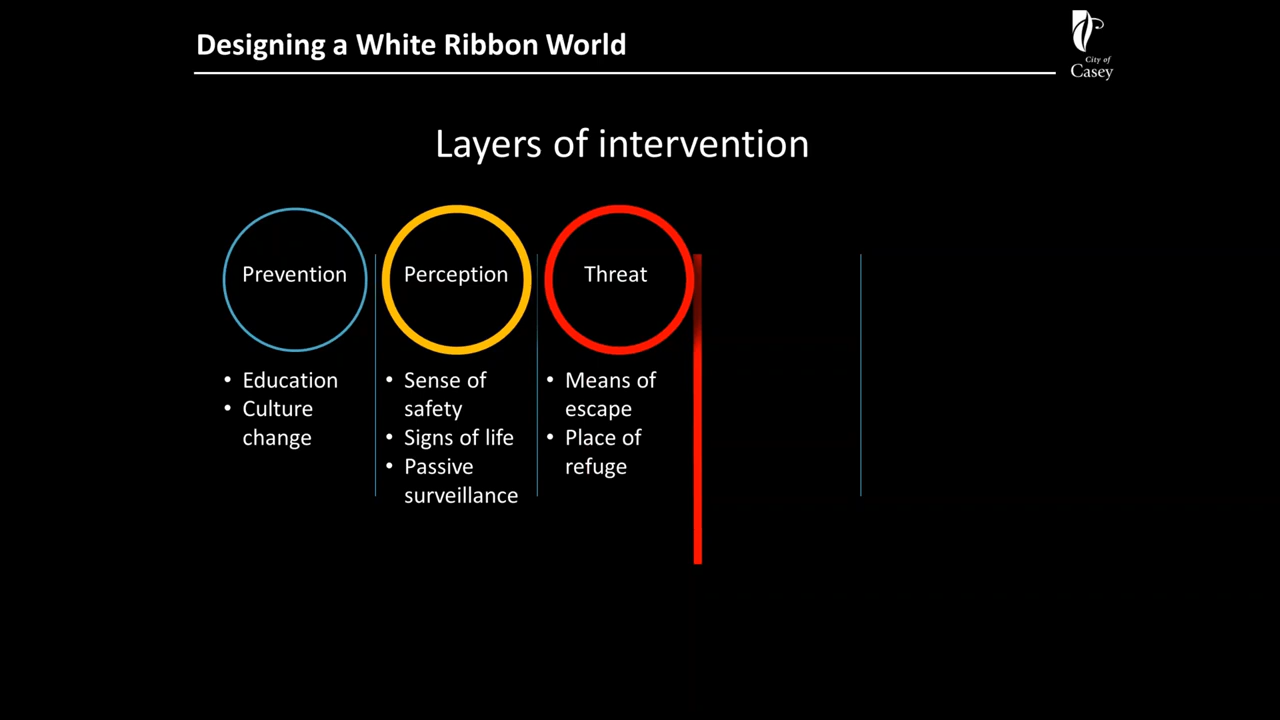 Designing a White Ribbon World
City of
Casey
Layers of intervention
Prevention
Perception
Threat
• Education
• Culture
change
• Sense of
safety
• Signs of life
• Passive
surveillance
• Means of
escape
• Place of
refuge